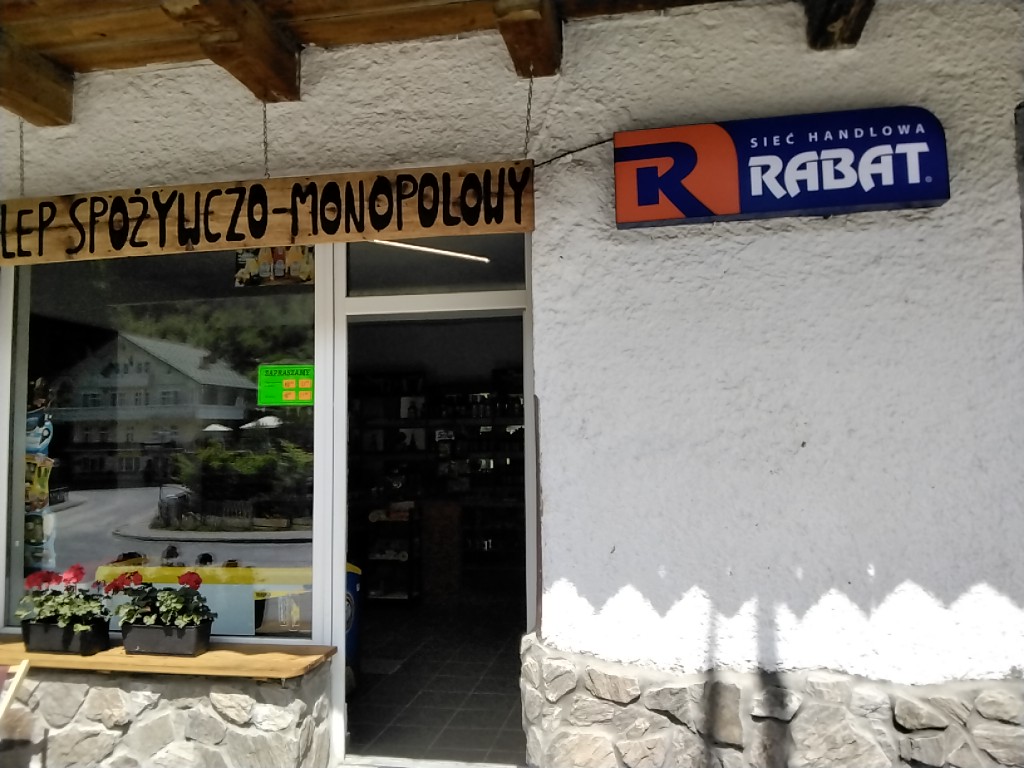 LEP SPOŻYWCZO-MONOPOLOWY
R
SIEĆ HANDLOWA
RABAT
ZAPRASZAMY